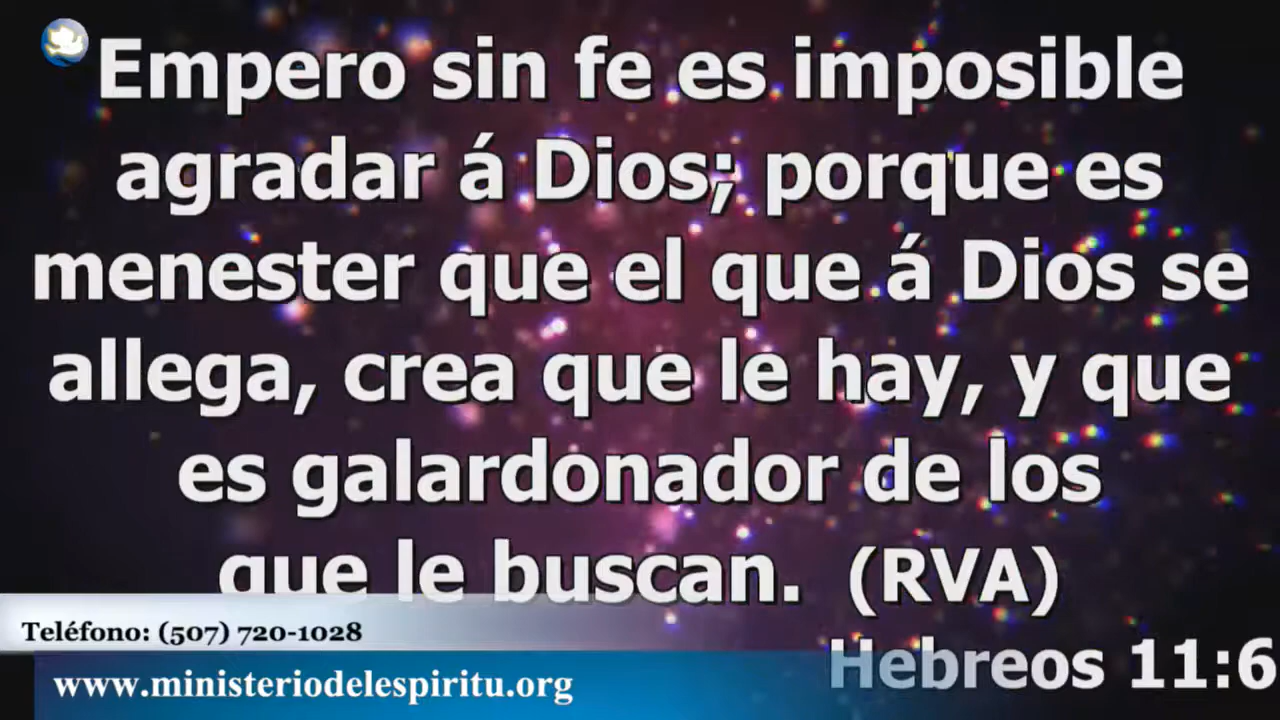 Empero sin fe es imposible
agradar á Dios; porque es
menester que el que á Dios se
allega, crea que le hay, y que
es galardonador de los
que le buscan. (RVA)
Teléfono: (507) 720-1028
Hebreos 11:6
www.ministeriodelespiritu.org